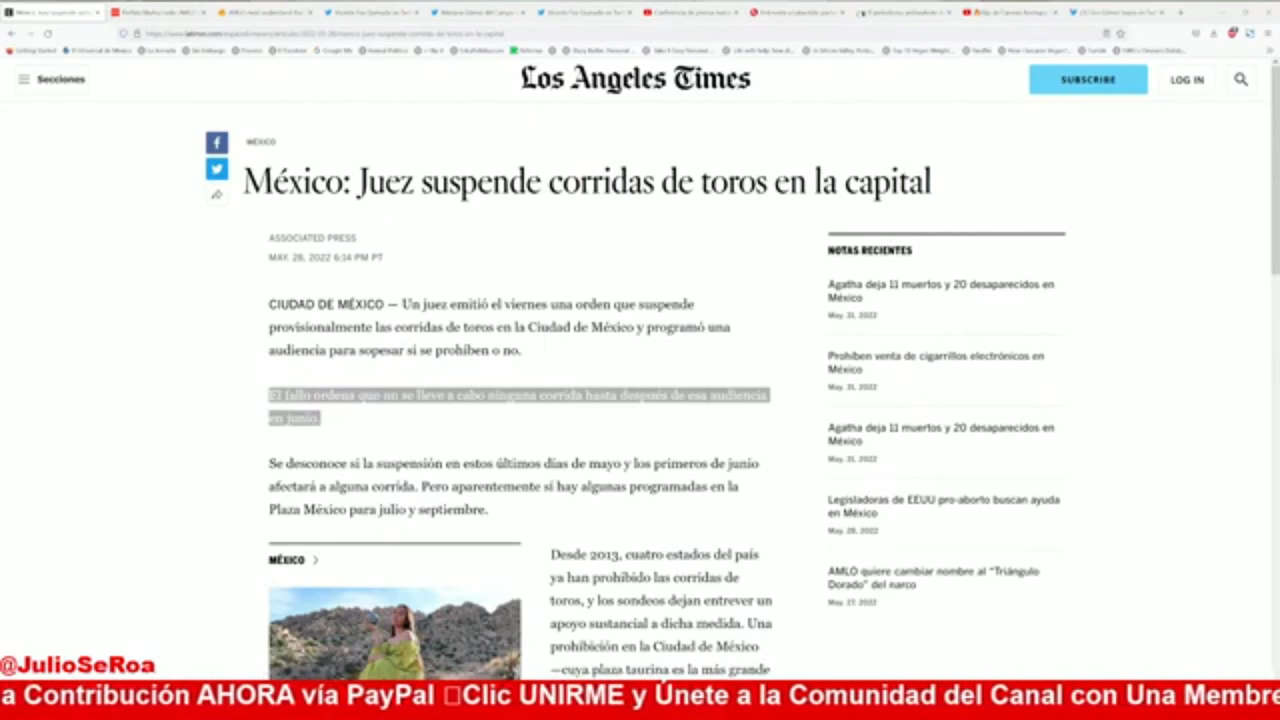 Secciones
Los Angeles Times
SUBSCRIBE
LOG IN
MÉXICO
México: Juez suspende corridas de toros en la capital
ASSOCIATED PRESS
MAY. 28, 2022 6:14 PM PT
CIUDAD DE MÉXICO — Un juez emitió el viernes una orden que suspende
provisionalmente las corridas de toros en la Ciudad de México y programó una
audiencia para sopesar si se prohíben o no.
El fallo ordena que no se lleve a cabo ninguna corrida hasta después de esa audiencia
en junio.
Se desconoce si la suspensión en estos últimos días de mayo y los primeros de junio
afectará a alguna corrida. Pero aparentemente sí hay algunas programadas en la
Plaza México para julio y septiembre.
MÉXICO
Desde 2013, cuatro estados del país
ya han prohibido las corridas de
toros, y los sondeos dejan entrever un
apoyo sustancial a dicha medida. Una
prohibición en la Ciudad de México
—cuya plaza taurina es la más grande
NOTAS RECIENTES
Agatha deja 11 muertos y 20 desaparecidos en
México
May. 31, 2022
Prohíben venta de cigarrillos electrónicos en
México
May. 31, 2022
Agatha deja 11 muertos y 20 desaparecidos en
México
May. 31, 2022
Legisladoras de EEUU pro-aborto buscan ayuda
en México
May. 28, 2022
AMLO quiere cambiar nombre al “Triángulo
Dorado” del narco
May. 27, 2022
@JulioSeRoa
a Contribución AHORA vía PayPal Clic UNIRME y Únete a la Comunidad del Canal con Una Membre